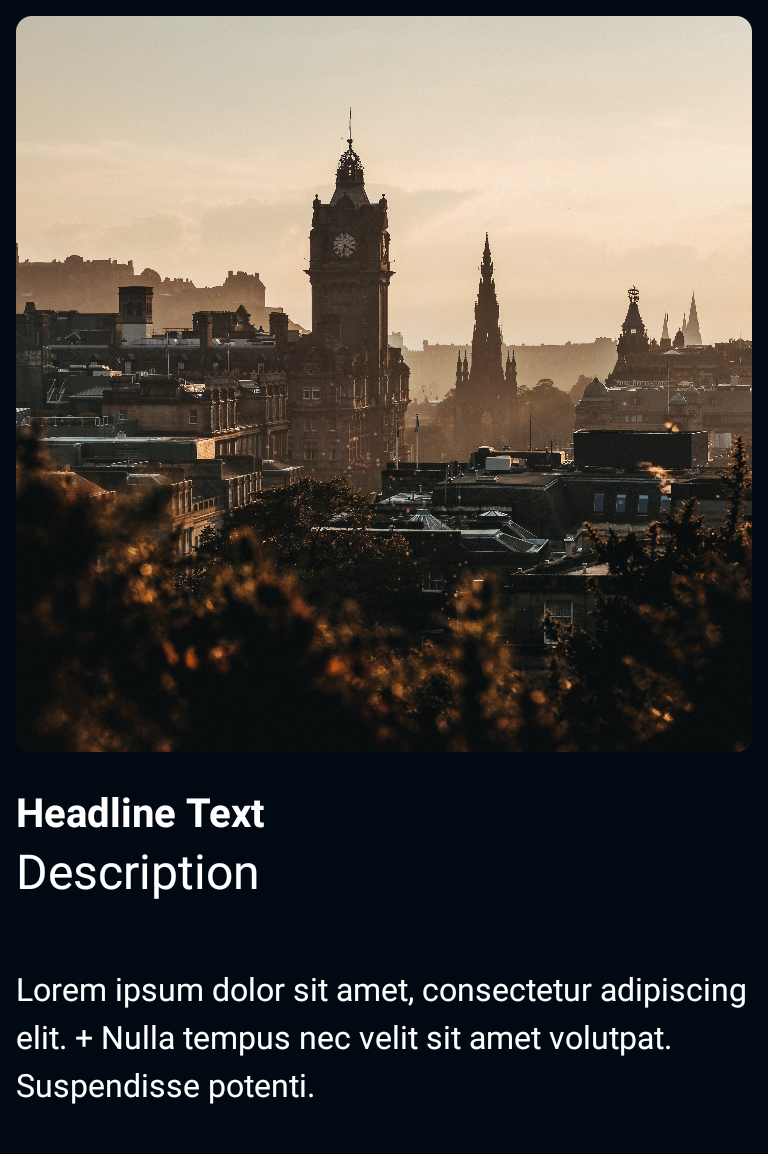 Headline Text
Description
Lorem ipsum dolor sit amet, consectetur adipiscing
elit. + Nulla tempus nec velit sit amet volutpat.
Suspendisse potenti.